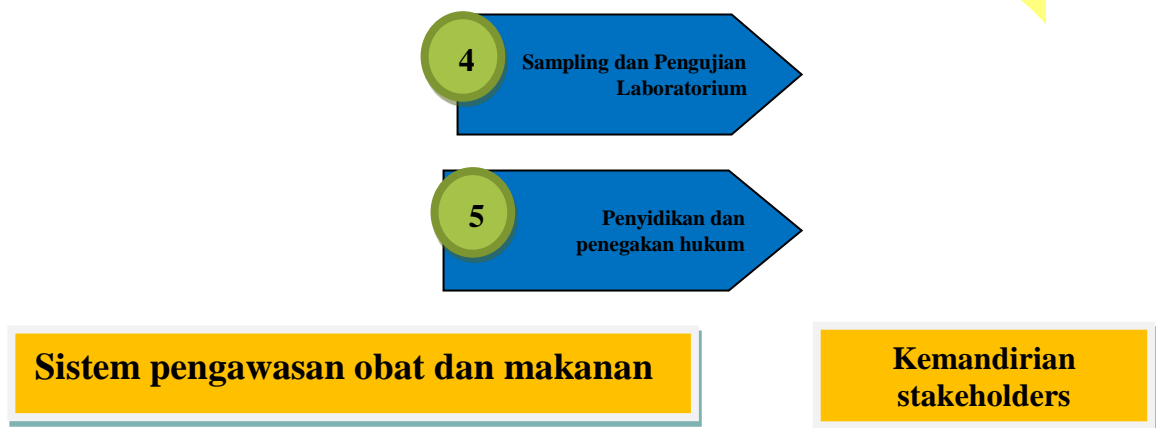 4
Sampling dan Pengujian
Laboratorium
5
Penyidikan dan
penegakan hukum
Sistem pengawasan obat dan makanan
Kemandirian
stakeholders